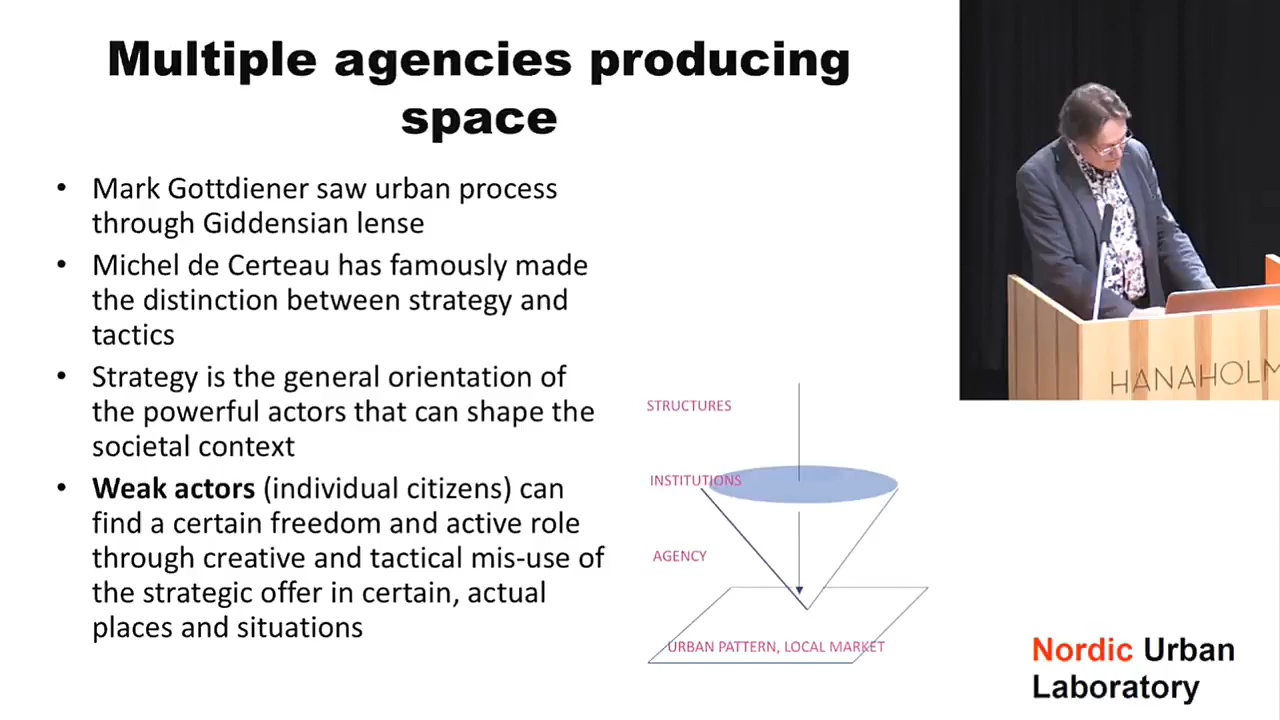 Multiple agencies producing
space
• Mark Gottdiener saw urban process
through Giddensian lense
• Michel de Certeau has famously made
the distinction between strategy and
tactics
• Strategy is the general orientation of
the powerful actors that can shape the
societal context
• Weak actors (individual citizens) can
find a certain freedom and active role
through creative and tactical mis-use of
the strategic offer in certain, actual
places and situations
STRUCTURES
INSTITUTIONS
AGENCY
URBAN PATTERN, LOCAL MARKET
HANAHOLM
Nordic Urban
Laboratory